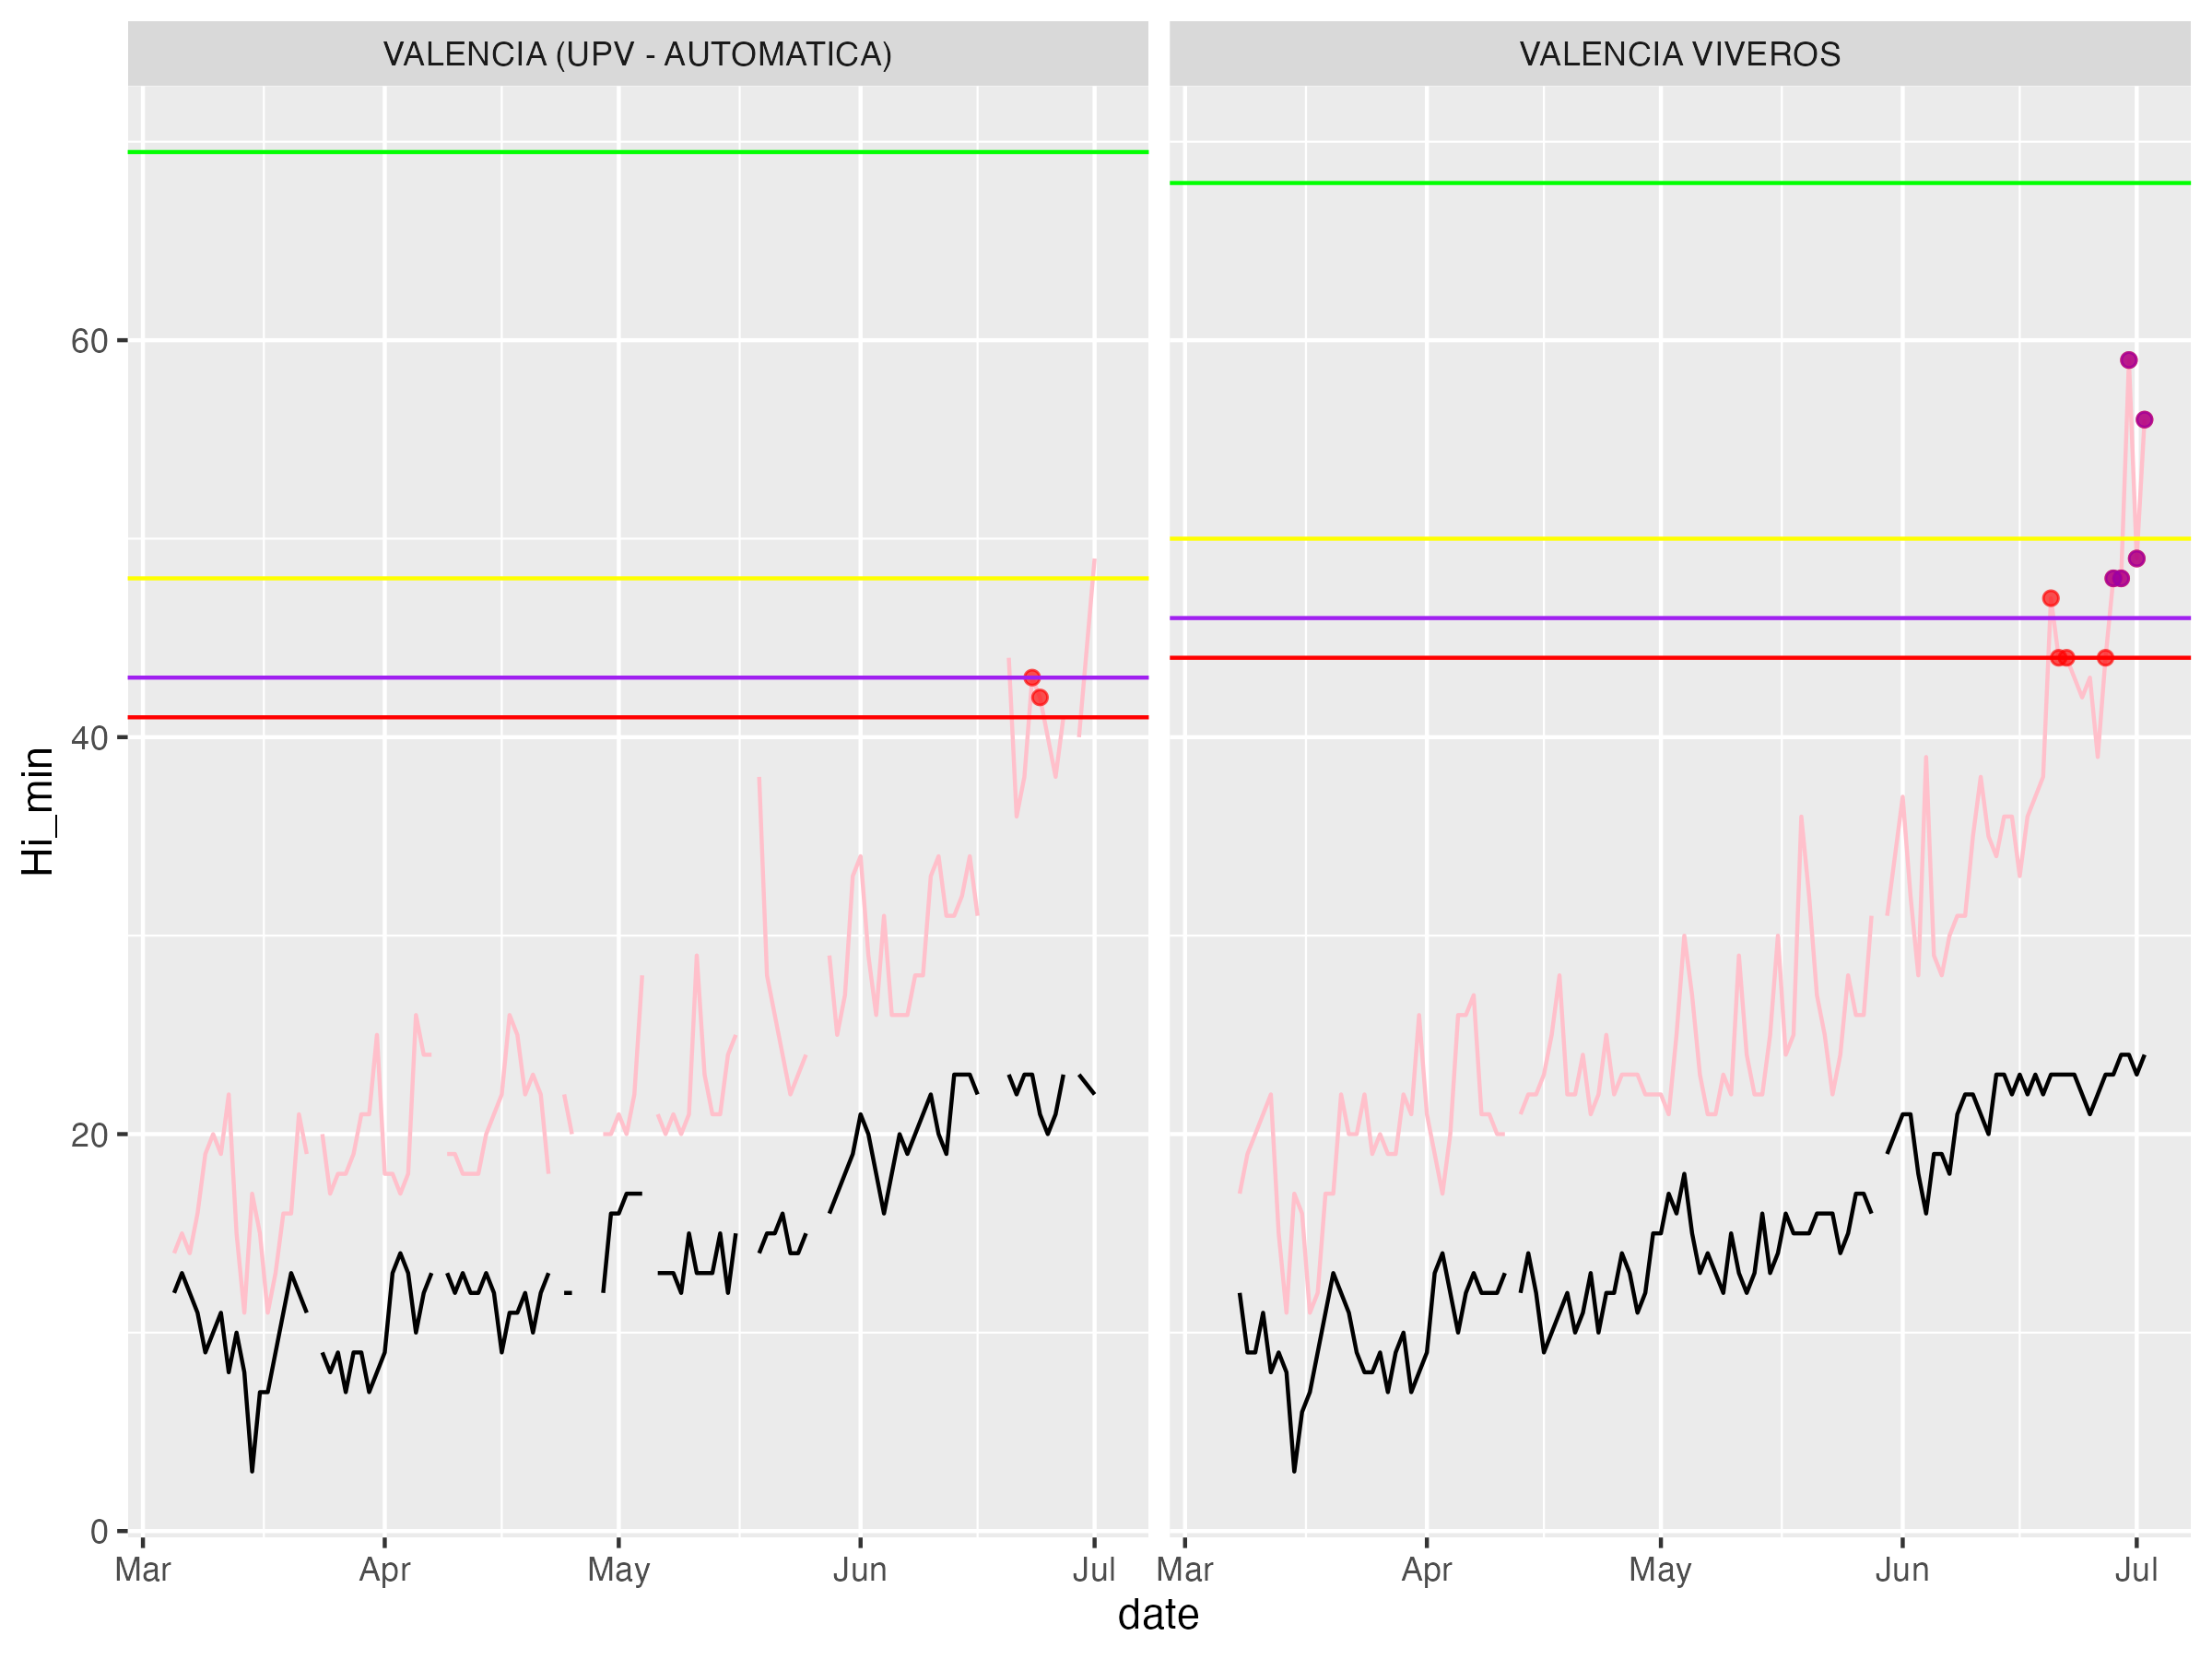 VALENCIA (UPV - AUTOMATICA)
VALENCIA VIVEROS
Hi_min
60
40
20
0
Mar Apr May Jun Jul
Mar Apr May Jun Jul
date